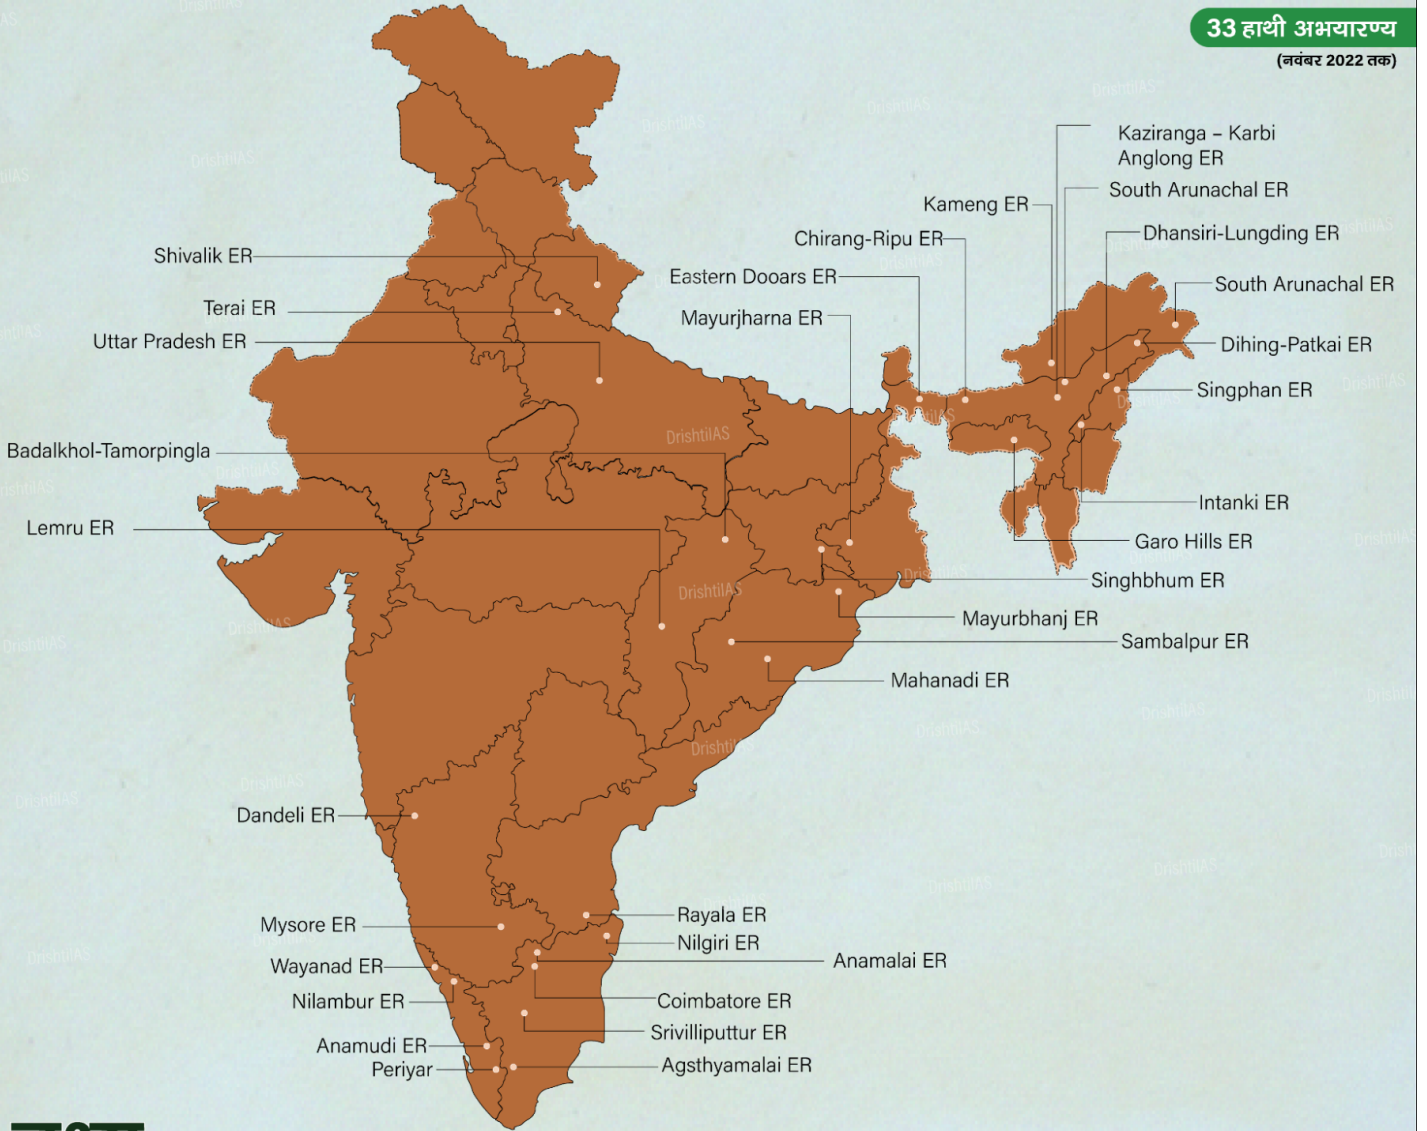 33 हाथी अभयारण्य
(नवंबर 2022 तक)
Kaziranga – Karbi
Anglong ER
South Arunachal ER
Kameng ER
Dhansiri-Lungding ER
Chirang-Ripu ER
Shivalik ER
Eastern Dooars ER
South Arunachal ER
Terai ER
Mayurjharna ER
Uttar Pradesh ER
Dihing-Patkai ER
Singphan ER
Badalkhol-Tamorpingla
Intanki ER
Lemru ER
Garo Hills ER
Singhbhum ER
Mayurbhanj ER
Sambalpur ER
Mahanadi ER
Dandeli ER
Rayala ER
Mysore ER
Nilgiri ER
Anamalai ER
Wayanad ER
Nilambur ER
Coimbatore ER
Srivilliputtur ER
Anamudi ER
Agsthyamalai ER
Periyar
DrishtiIAS